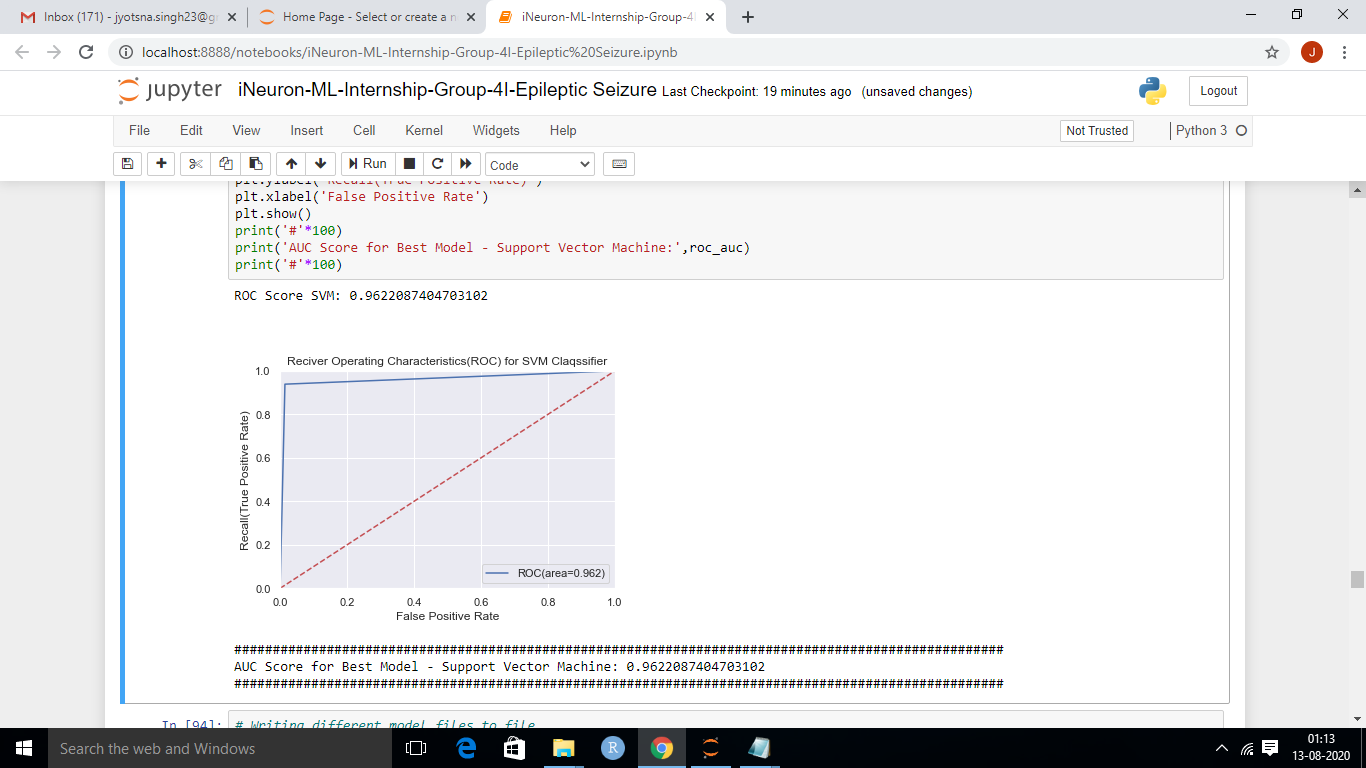 Inbox (171) - jyotsna.singh23@g
Home Page - Select or create a n
iNeuron-ML-Internship-Group-4I
localhost:8888/notebooks/iNeuron-ML-Internship-Group-4I-Epileptic%20Seizure.ipynb
J
jupyter iNeuron-ML-Internship-Group-4I-Epileptic Seizure Last Checkpoint: 19 minutes ago (unsaved changes)
Logout
File Edit View Insert Cell Kernel Widgets Help
Not Trusted
Python 3
Run
Code
plt.ylabel('Recall(True Positive Rate)')
plt.xlabel('False Positive Rate')
plt.show()
print('#'*100)
print('AUC Score for Best Model - Support Vector Machine:',roc_auc)
print('#'*100)
ROC Score SVM: 0.9622087404703102
Reciver Operating Characteristics(ROC) for SVM Claqssifier
1.0
0.8
0.6
0.4
0.2
0.0
Recall(True Positive Rate)
ROC(area=0.962)
0.0 0.2 0.4 0.6 0.8 1.0
False Positive Rate
####################################################################################################
AUC Score for Best Model - Support Vector Machine: 0.9622087404703102
####################################################################################################
In [94]: # Writing different model files to file
Search the web and Windows
R
01:13
13-08-2020